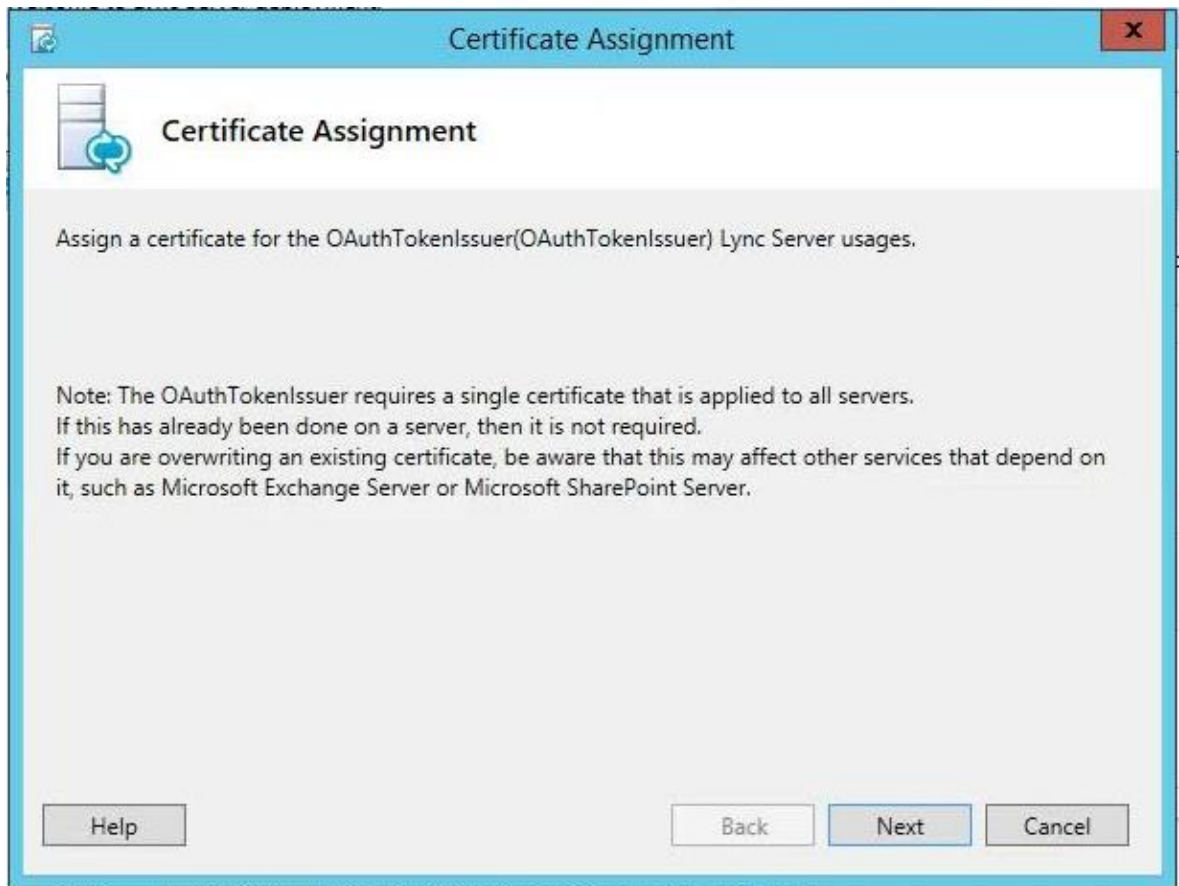 Certificate Assignment
X
Certificate Assignment
Assign a certificate for the OAuthTokenIssuer(OAuthTokenIssuer) Lync Server usages.
Note: The OAuthTokenIssuer requires a single certificate that is applied to all servers.
If this has already been done on a server, then it is not required.
If you are overwriting an existing certificate, be aware that this may affect other services that depend on
it, such as Microsoft Exchange Server or Microsoft SharePoint Server.
Help
Back
Next
Cancel